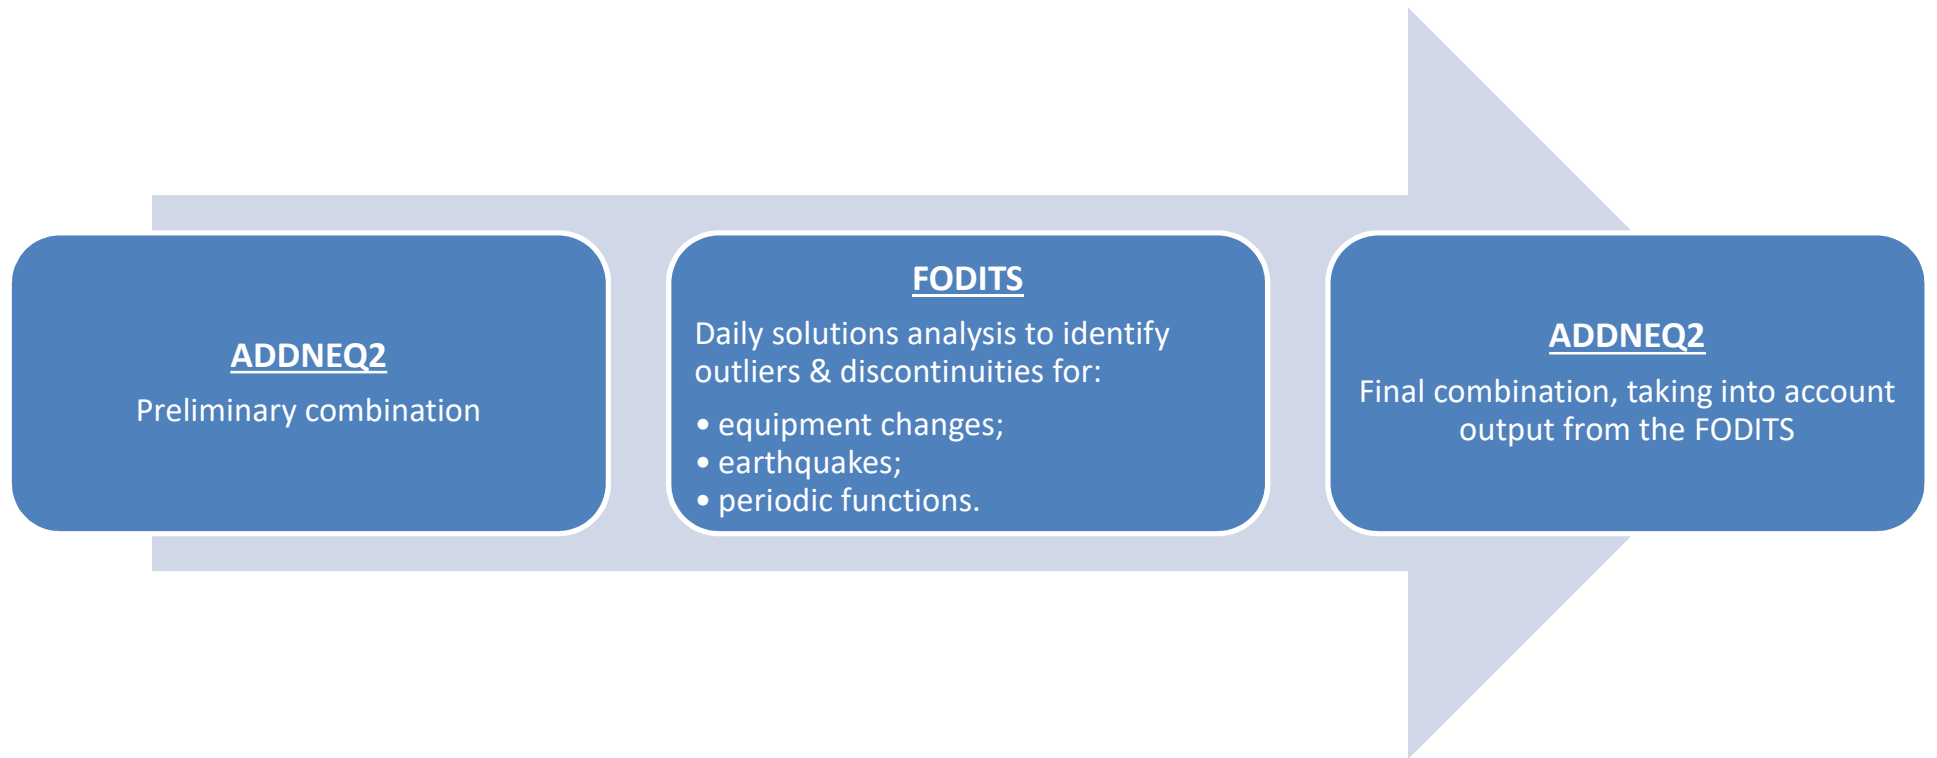 ADDNEQ2
Preliminary combination
FODITS
Daily solutions analysis to identify
outliers & discontinuities for:
• equipment changes;
• earthquakes;
• periodic functions.
ADDNEQ2
Final combination, taking into account
output from the FODITS